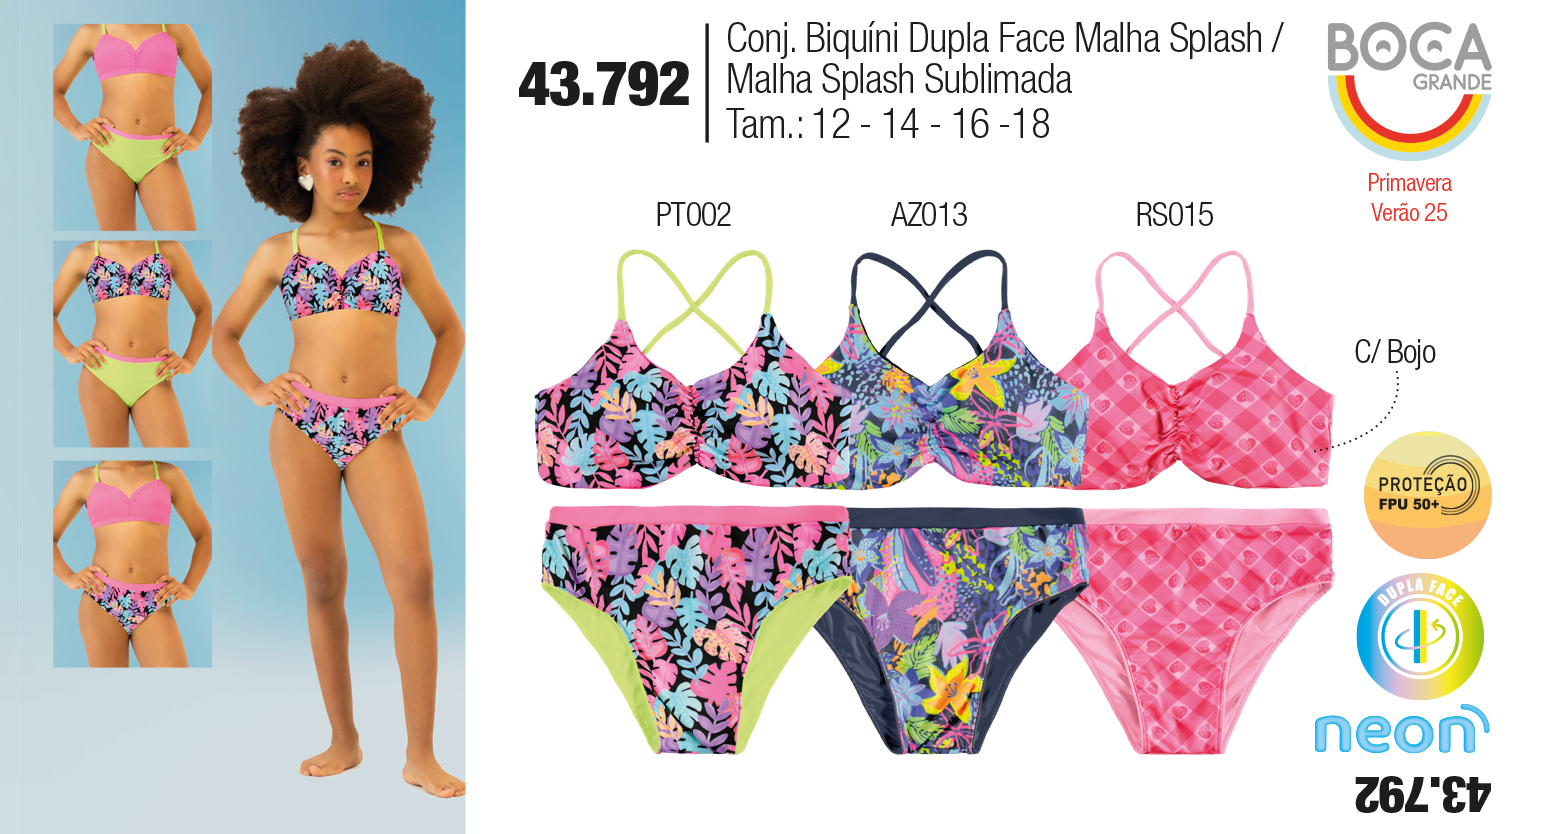 43.792
Conj. Biquíni Dupla Face Malha Splash /
Malha Splash Sublimada
Tam.: 12 - 14 - 16 -18
BOCA
GRANDE
Primavera
Verão 25
PT002
AZ013
RS015
C/ Bojo
PROTEÇÃO
FPU 50+
DUPLA FACE
neon
43.792